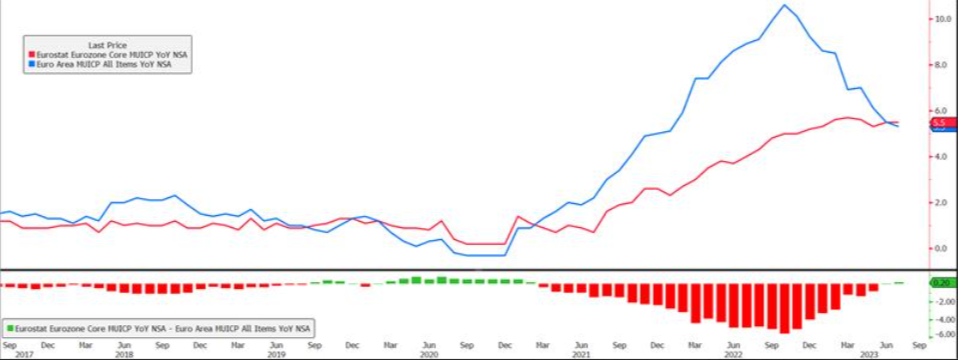 Last Price
Eurostat Eurozone Core MUICP YoY NSA
Euro Area MUICP All Items YoY NSA
10.0
8.0
6.0
5.5
4.0
2.0
0.0
Eurostat Eurozone Core MUICP YoY NSA - Euro Area MUICP All Items YoY NSA
0.20
-2.00
-4.00
-6.00
Sep Dec Mar Jun Sep Dec Mar Jun Sep Dec Mar Jun Sep Dec Mar Jun Sep Dec Mar Jun Sep Dec Mar Jun Sep
2017 2018 2019 2020 2021 2022 2023